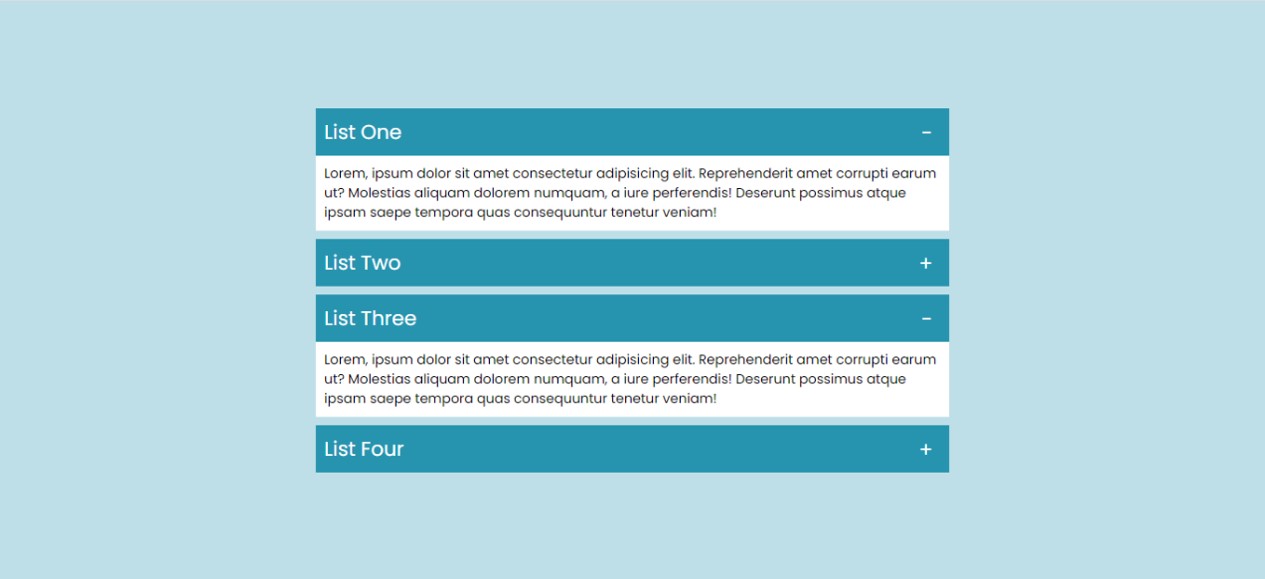 List One -
Lorem, ipsum dolor sit amet consectetur adipisicing elit. Reprehenderit amet corrupti earum
ut? Molestias aliquam dolorem numquam, a iure perferendis! Deserunt possimus atque
ipsam saepe tempora quas consequuntur tenetur veniam!
List Two +
List Three -
Lorem, ipsum dolor sit amet consectetur adipisicing elit. Reprehenderit amet corrupti earum
ut? Molestias aliquam dolorem numquam, a iure perferendis! Deserunt possimus atque
ipsam saepe tempora quas consequuntur tenetur veniam!
List Four +